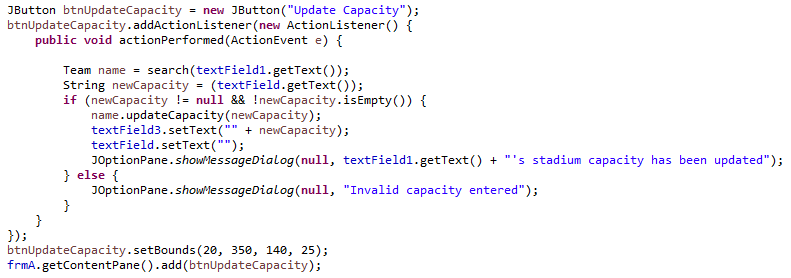 JButton btnUpdateCapacity = new JButton("Update Capacity");
btnUpdateCapacity.addActionListener(new ActionListener() {
    public void actionPerformed(ActionEvent e) {

        Team name = search(textField1.getText());
        String newCapacity = (textField.getText());
        if (newCapacity != null && !newCapacity.isEmpty()) {
            name.updateCapacity(newCapacity);
            textField3.setText("" + newCapacity);
            textField.setText("");
            JOptionPane.showMessageDialog(null, textField1.getText() + "'s stadium capacity has been updated");
        } else {
            JOptionPane.showMessageDialog(null, "Invalid capacity entered");
        }
    }
});
btnUpdateCapacity.setBounds(20, 350, 140, 25);
frmA.getContentPane().add(btnUpdateCapacity);